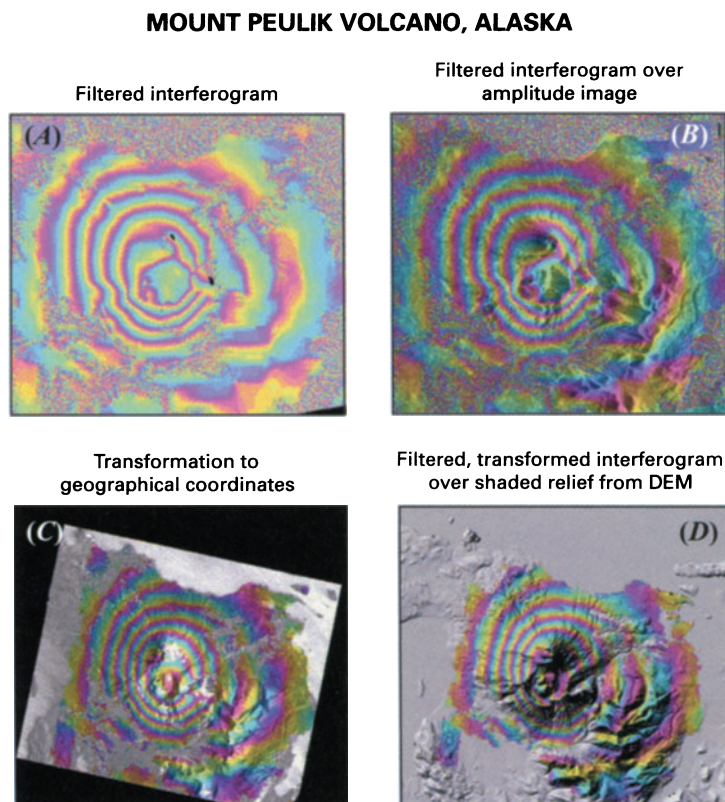 MOUNT PEULIK VOLCANO, ALASKA
Filtered interferogram
Filtered interferogram over
amplitude image
(A)
(B)
Transformation to
geographical coordinates
Filtered, transformed interferogram
over shaded relief from DEM
(C)
(D)